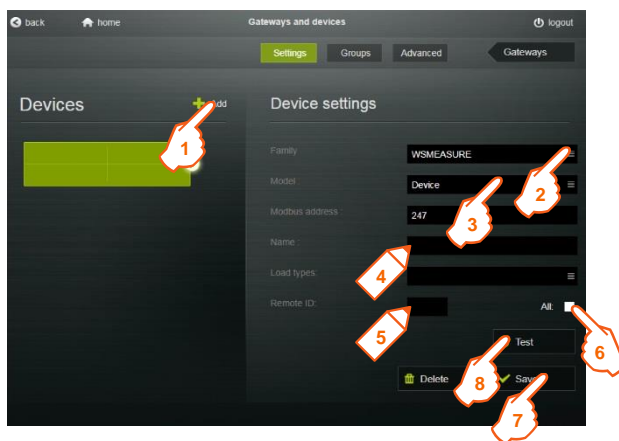 back home Gateways and devices logout
Settings Groups Advanced Gateways
Devices Add Device settings
1
Family WSMEASURE 2
Model Device 3
Modbus address 247
Name : 4
Load types:
Remote ID: 5 All: 6
Test 8
Delete Save 7